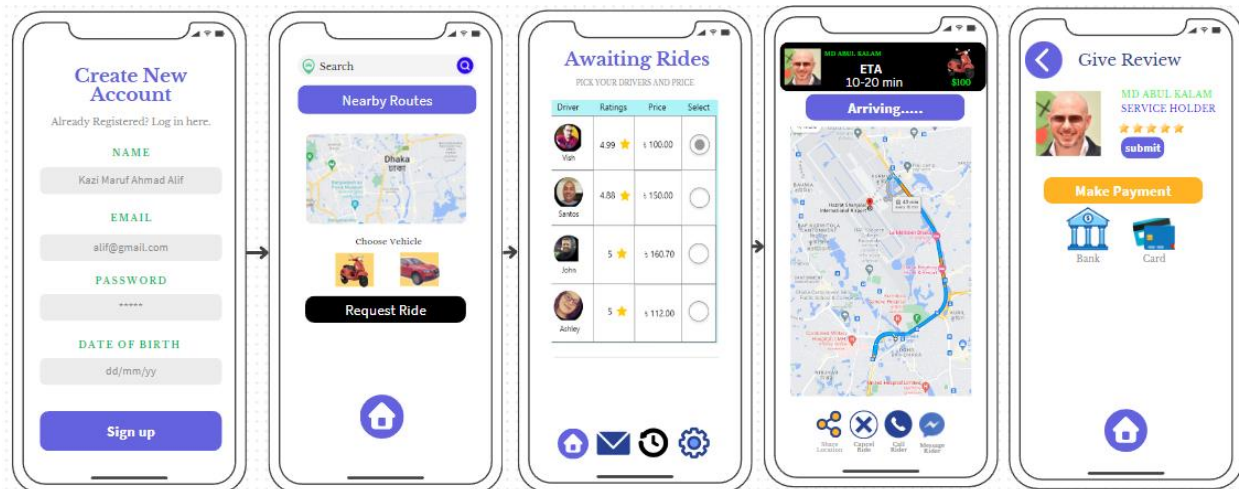 Create New
Account
Already Registered? Log in here.
NAME
Kazi Maruf Ahmad Alif
EMAIL
alif@gmail.com
PASSWORD
*****
DATE OF BIRTH
dd/mm/yy
Sign up
Search
Nearby Routes
Dhaka
ঢাকা
Choose Vehicle
Request Ride
Awaiting Rides
PICK YOUR DRIVERS AND PRICE
Driver Ratings Price Select
Vish 4.99 ৳ 100.00
Santos 4.88 ৳ 150.00
John 5 ৳ 160.70
Ashley 5 ৳ 112.00
MD ABUL KALAM
ETA
10-20 min
$100
Arriving.....
Hazrat Shahjalal
International Airport
Share
Location
Cancel
Ride
Call
Rider
Message
Rider
Give Review
MD ABUL KALAM
SERVICE HOLDER
submit
Make Payment
Bank
Card